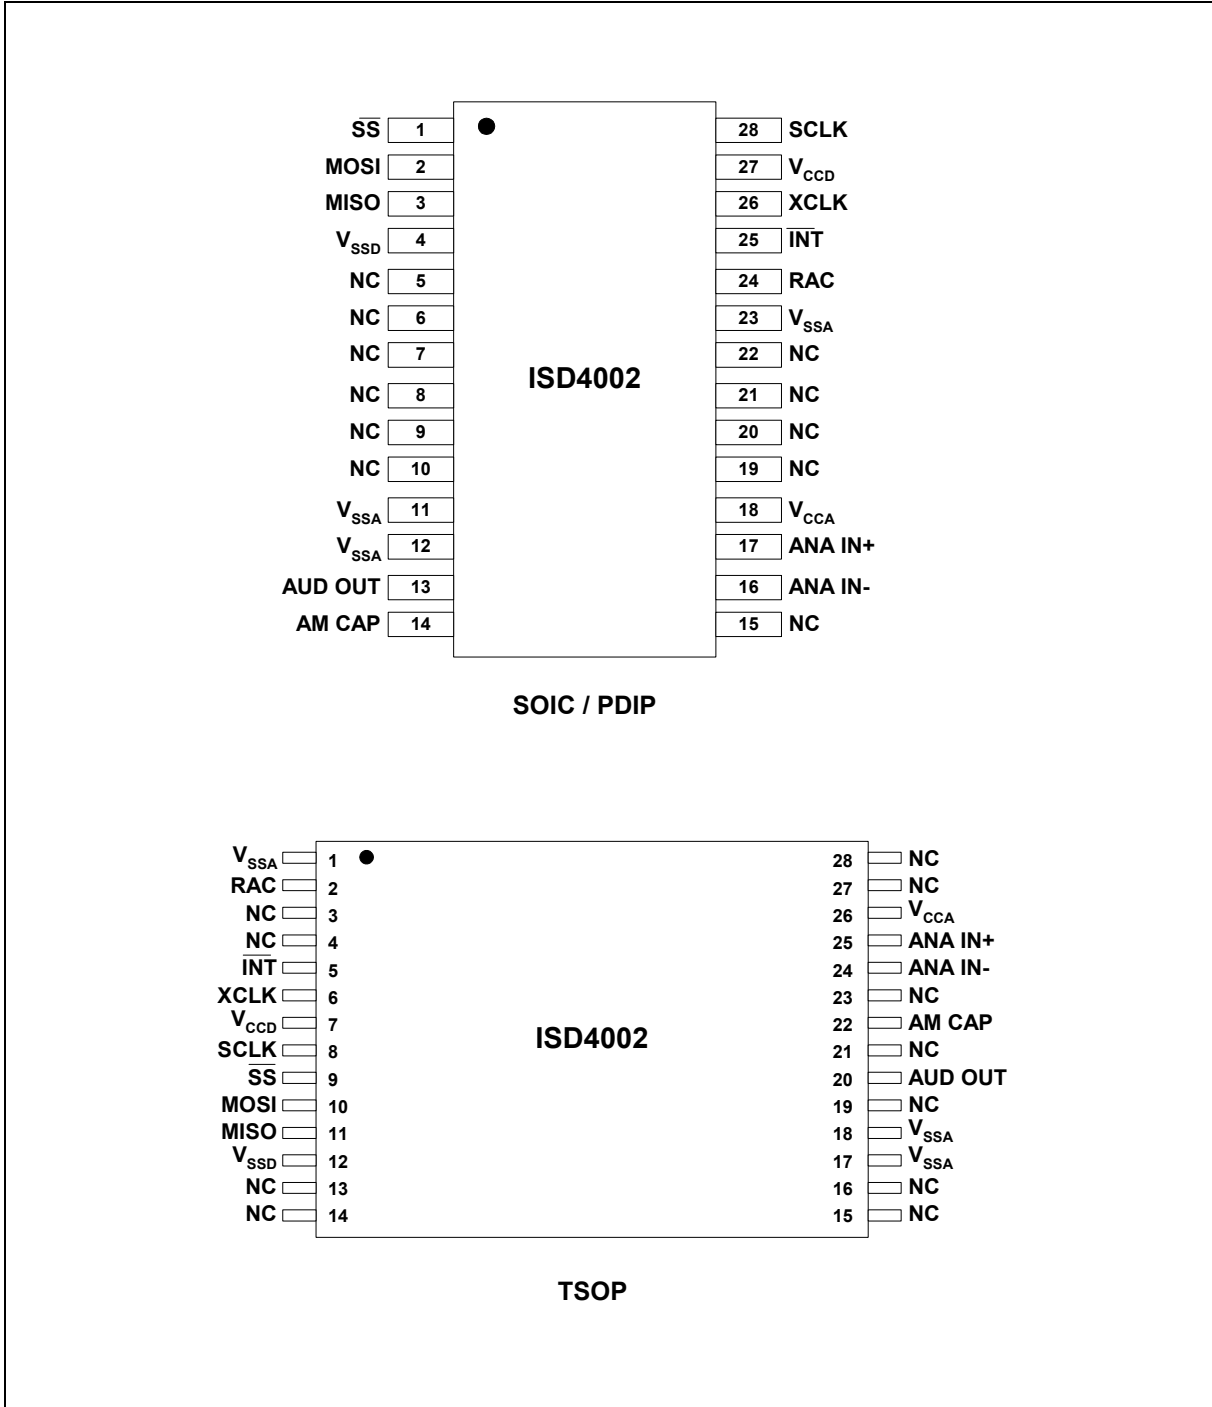 S̅S̅ 1 28 SCLK
MOSI 2 27 VCCD
MISO 3 26 XCLK
VSSD 4 25 I̅N̅T̅
NC 5 24 RAC
NC 6 23 VSSA
NC 7 22 NC
ISD4002
NC 8 21 NC
NC 9 20 NC
NC 10 19 NC
VSSA 11 18 VCCA
VSSA 12 17 ANA IN+
AUD OUT 13 16 ANA IN-
AM CAP 14 15 NC
SOIC / PDIP
VSSA 1 28 NC
RAC 2 27 NC
NC 3 26 VCCA
NC 4 25 ANA IN+
I̅N̅T̅ 5 24 ANA IN-
XCLK 6 23 NC
VCCD 7 22 AM CAP
ISD4002
SCLK 8 21 NC
S̅S̅ 9 20 AUD OUT
MOSI 10 19 NC
MISO 11 18 VSSA
VSSD 12 17 VSSA
NC 13 16 NC
NC 14 15 NC
TSOP